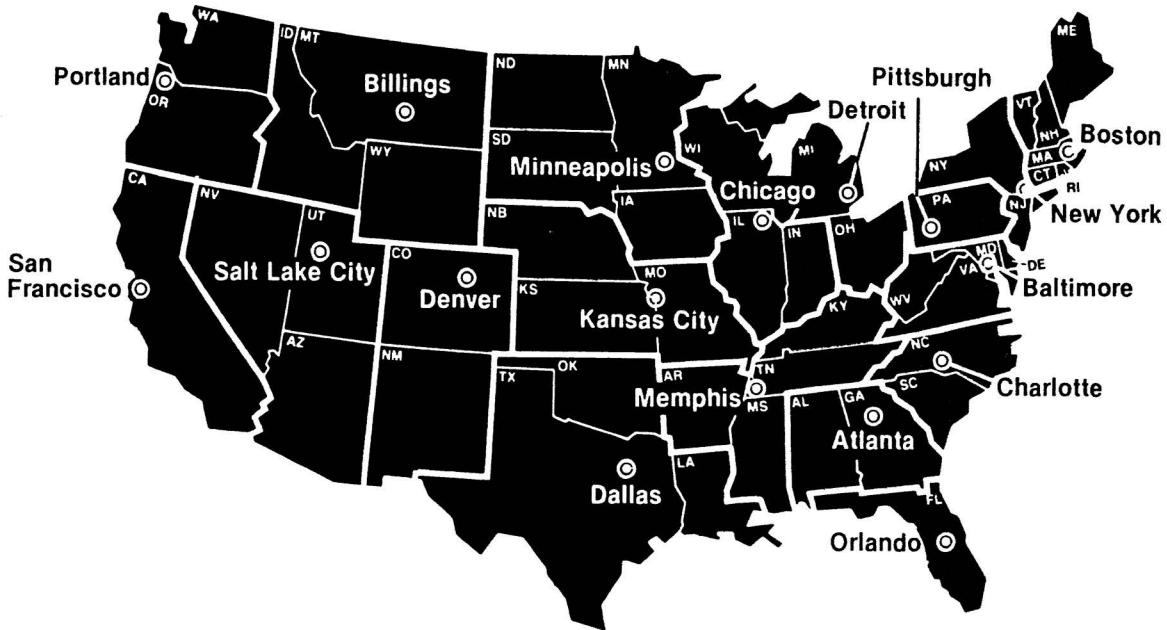 WA
ID
MT
ND
MN
ME
Portland
OR
Billings
Pittsburgh
Detroit
VT
NH
Boston
WY
SD
Minneapolis
WI
MI
NY
MA
CT
RI
CA
NV
UT
NB
IA
Chicago
IL
IN
OH
PA
NJ
New York
San
Francisco
Salt Lake City
CO
Denver
KS
MO
Kansas City
KY
WV
VA
MD
DE
Baltimore
AZ
NM
TX
OK
AR
Memphis
TN
MS
AL
GA
NC
SC
Charlotte
Atlanta
Dallas
LA
FL
Orlando